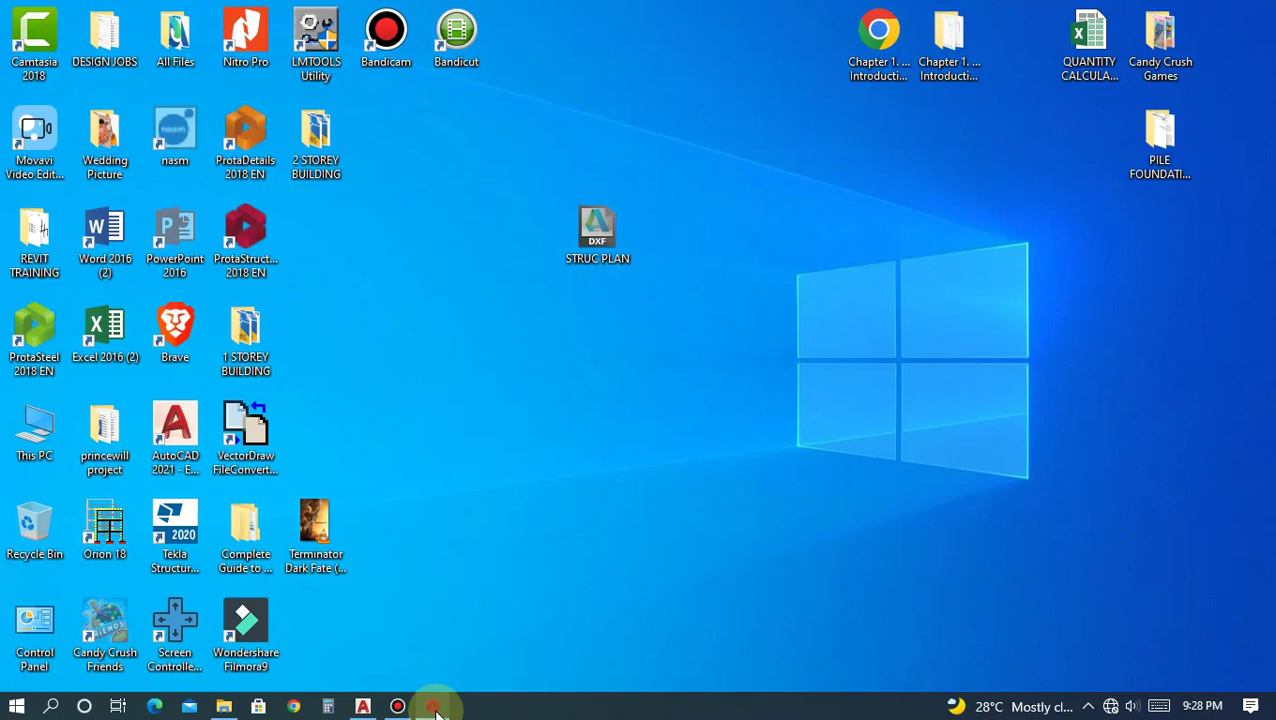 Camtasia
2018
DESIGN JOBS
All Files
Nitro Pro
LMTOOLS
Utility
Bandicam
Bandicut
Chapter 1. ...
Introducti...
Chapter 1. ...
Introducti...
QUANTITY
CALCULA...
Candy Crush
Games
Movavi
Video Edit...
Wedding
Picture
nasm
nasm
ProtaDetails
2018 EN
2 STOREY
BUILDING
PILE
FOUNDATI...
DXF
STRUC PLAN
REVIT
TRAINING
Word 2016
(2)
PowerPoint
2016
ProtaStruct...
2018 EN
ProtaSteel
2018 EN
Excel 2016 (2)
Brave
1 STOREY
BUILDING
This PC
princewill
project
AutoCAD
2021 - E...
VectorDraw
FileConvert...
2020
Recycle Bin
Orion 18
Tekla
Structur...
Complete
Guide to ...
Terminator
Dark Fate (...
Control
Panel
Candy Crush
Friends
Screen
Controlle...
Wondershare
Filmora9
28°C Mostly cl... 9:28 PM